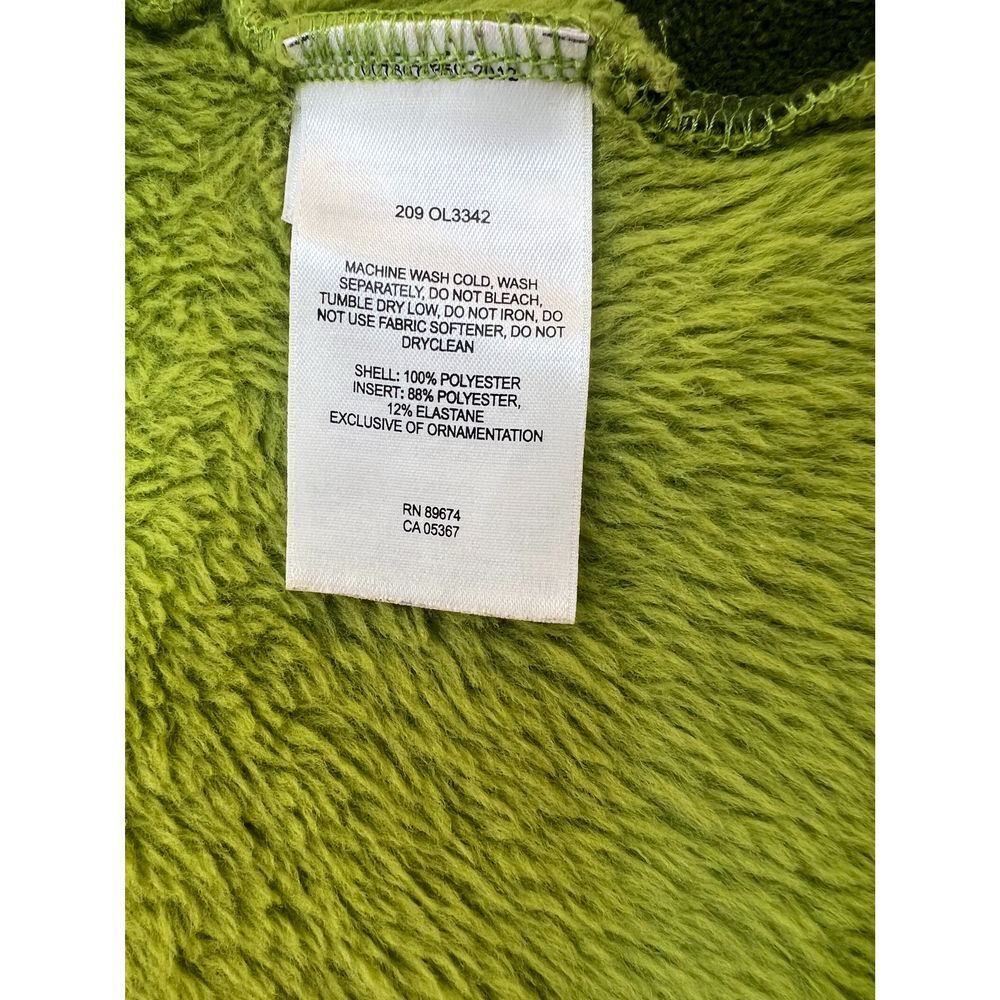 209 OL3342
MACHINE WASH COLD, WASH
SEPARATELY, DO NOT BLEACH,
TUMBLE DRY LOW, DO NOT IRON, DO
NOT USE FABRIC SOFTENER, DO NOT
DRYCLEAN
SHELL: 100% POLYESTER
INSERT: 88% POLYESTER,
12% ELASTANE
EXCLUSIVE OF ORNAMENTATION
RN 89674
CA 05367